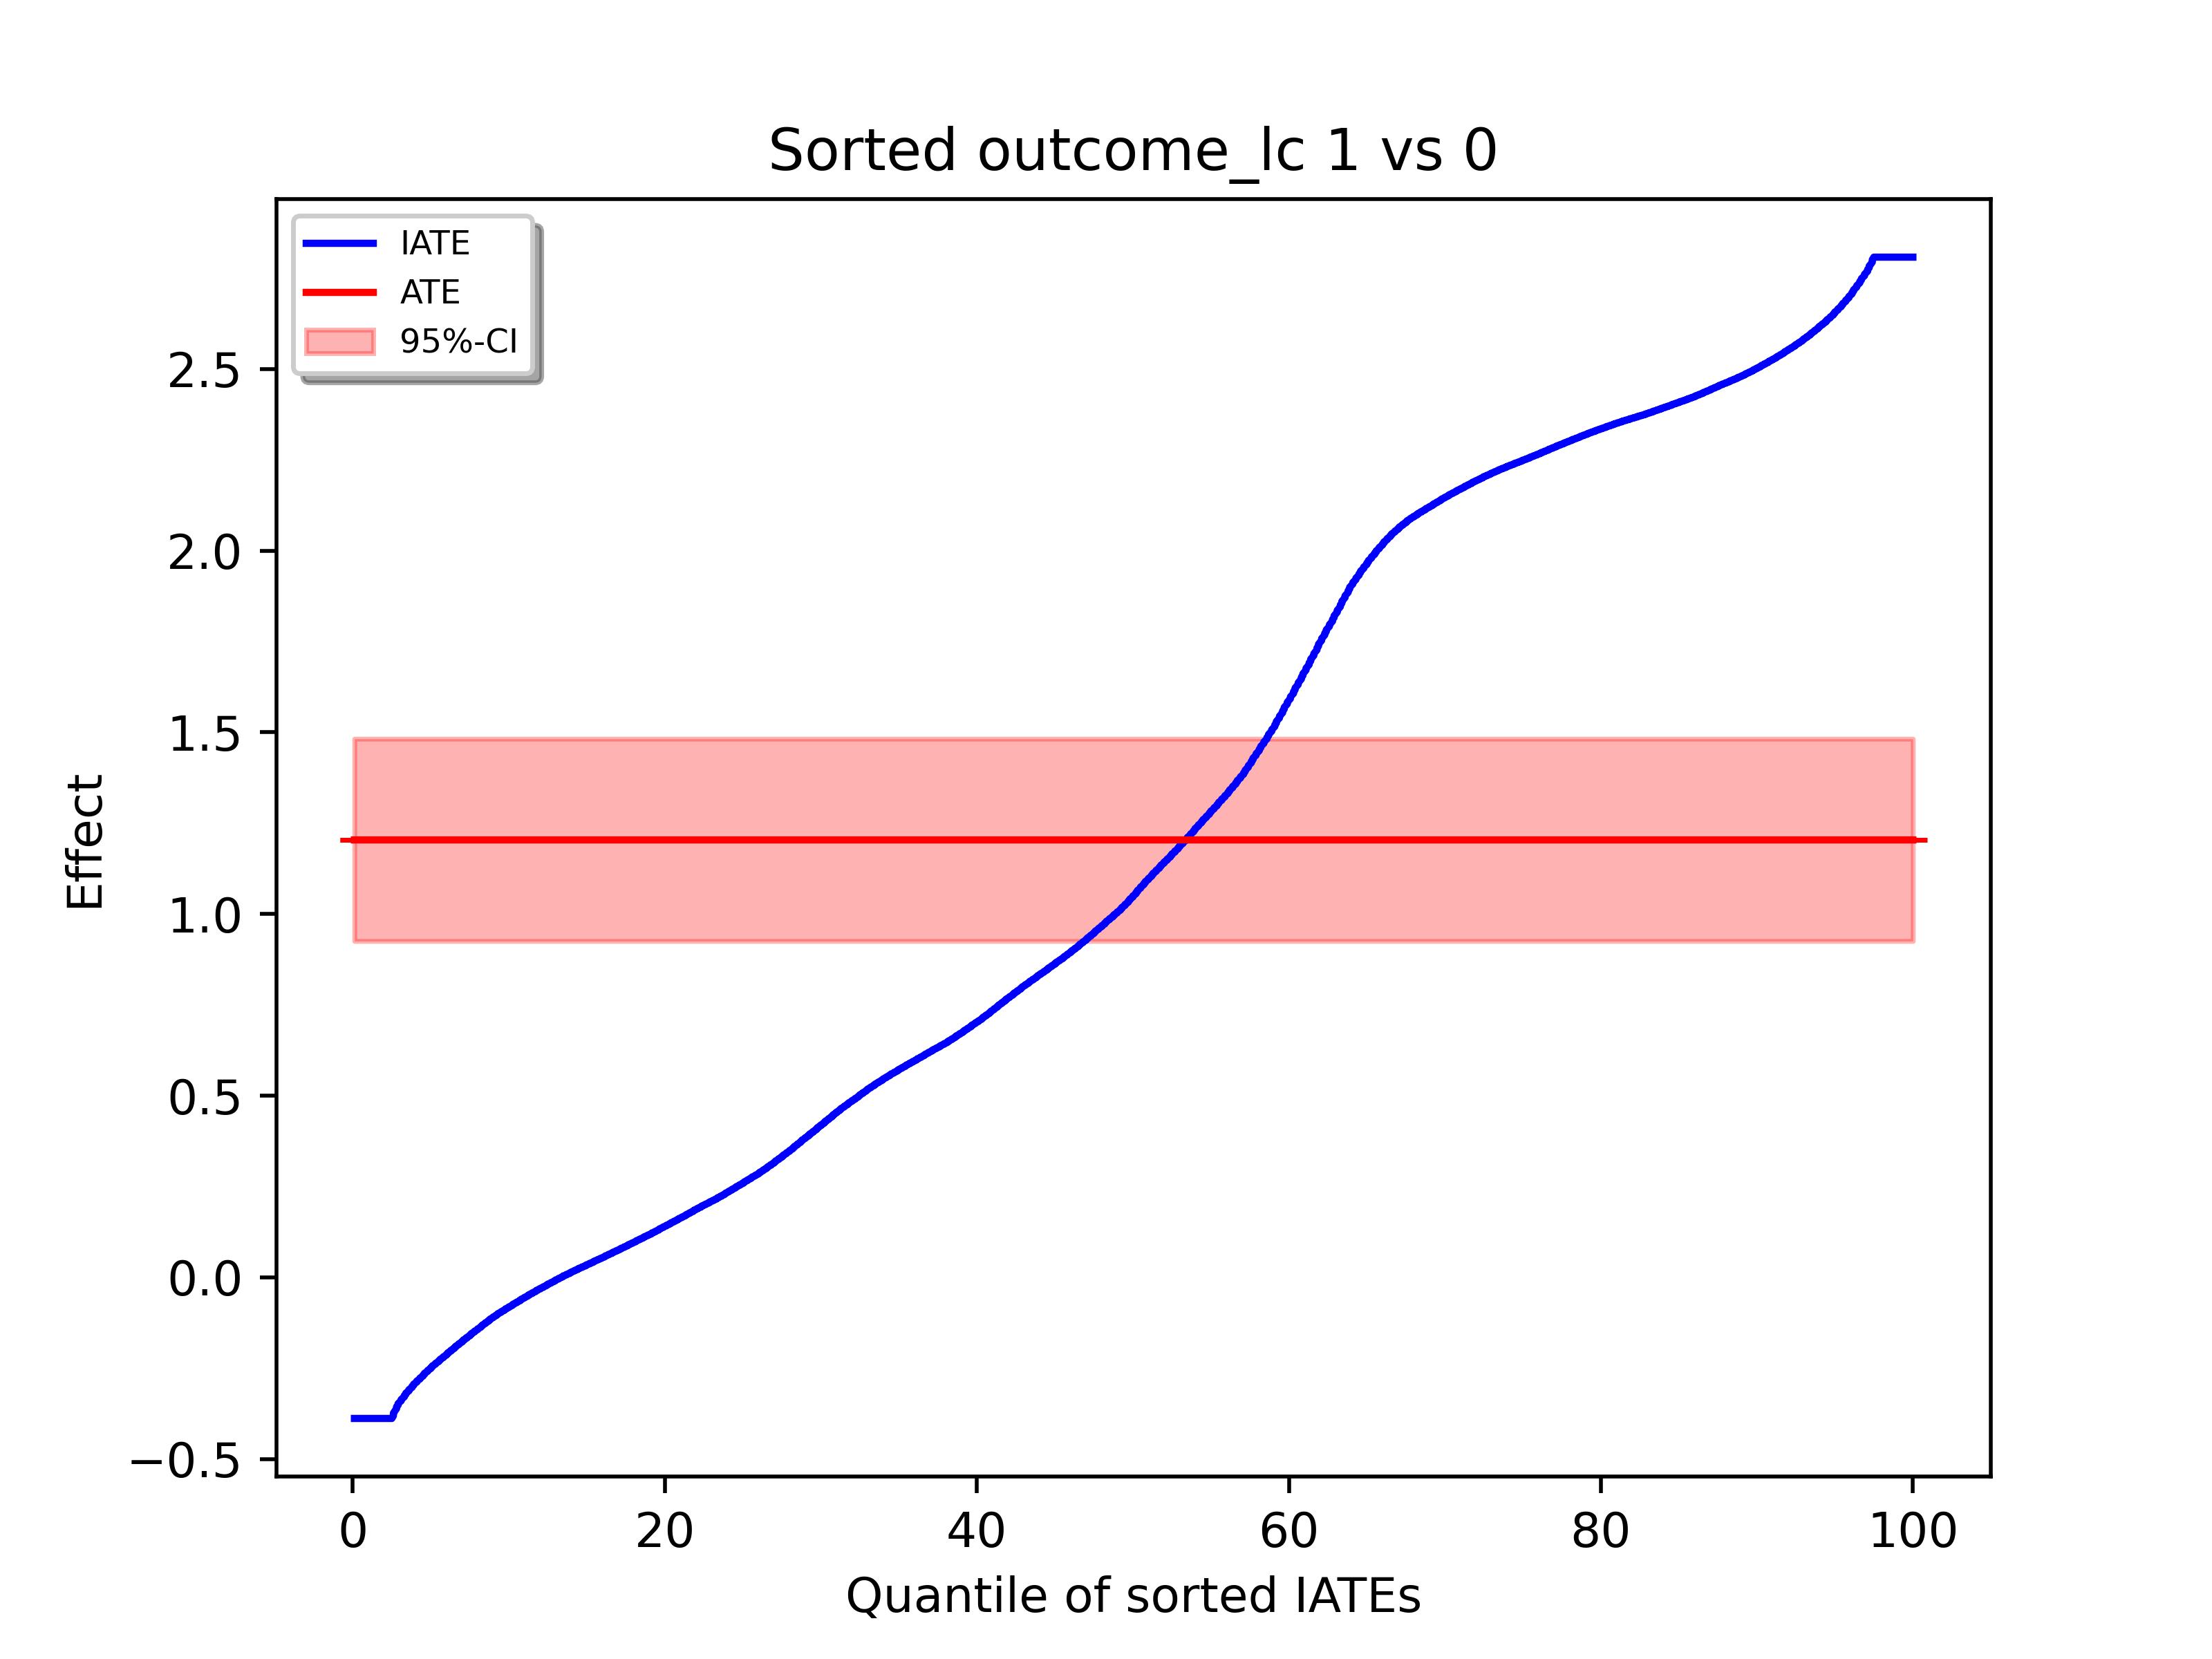 Sorted outcome_lc 1 vs 0
IATE
ATE
95%-CI
2.5
2.0
1.5
1.0
0.5
0.0
−0.5
Effect
0
20
40
60
80
100
Quantile of sorted IATEs